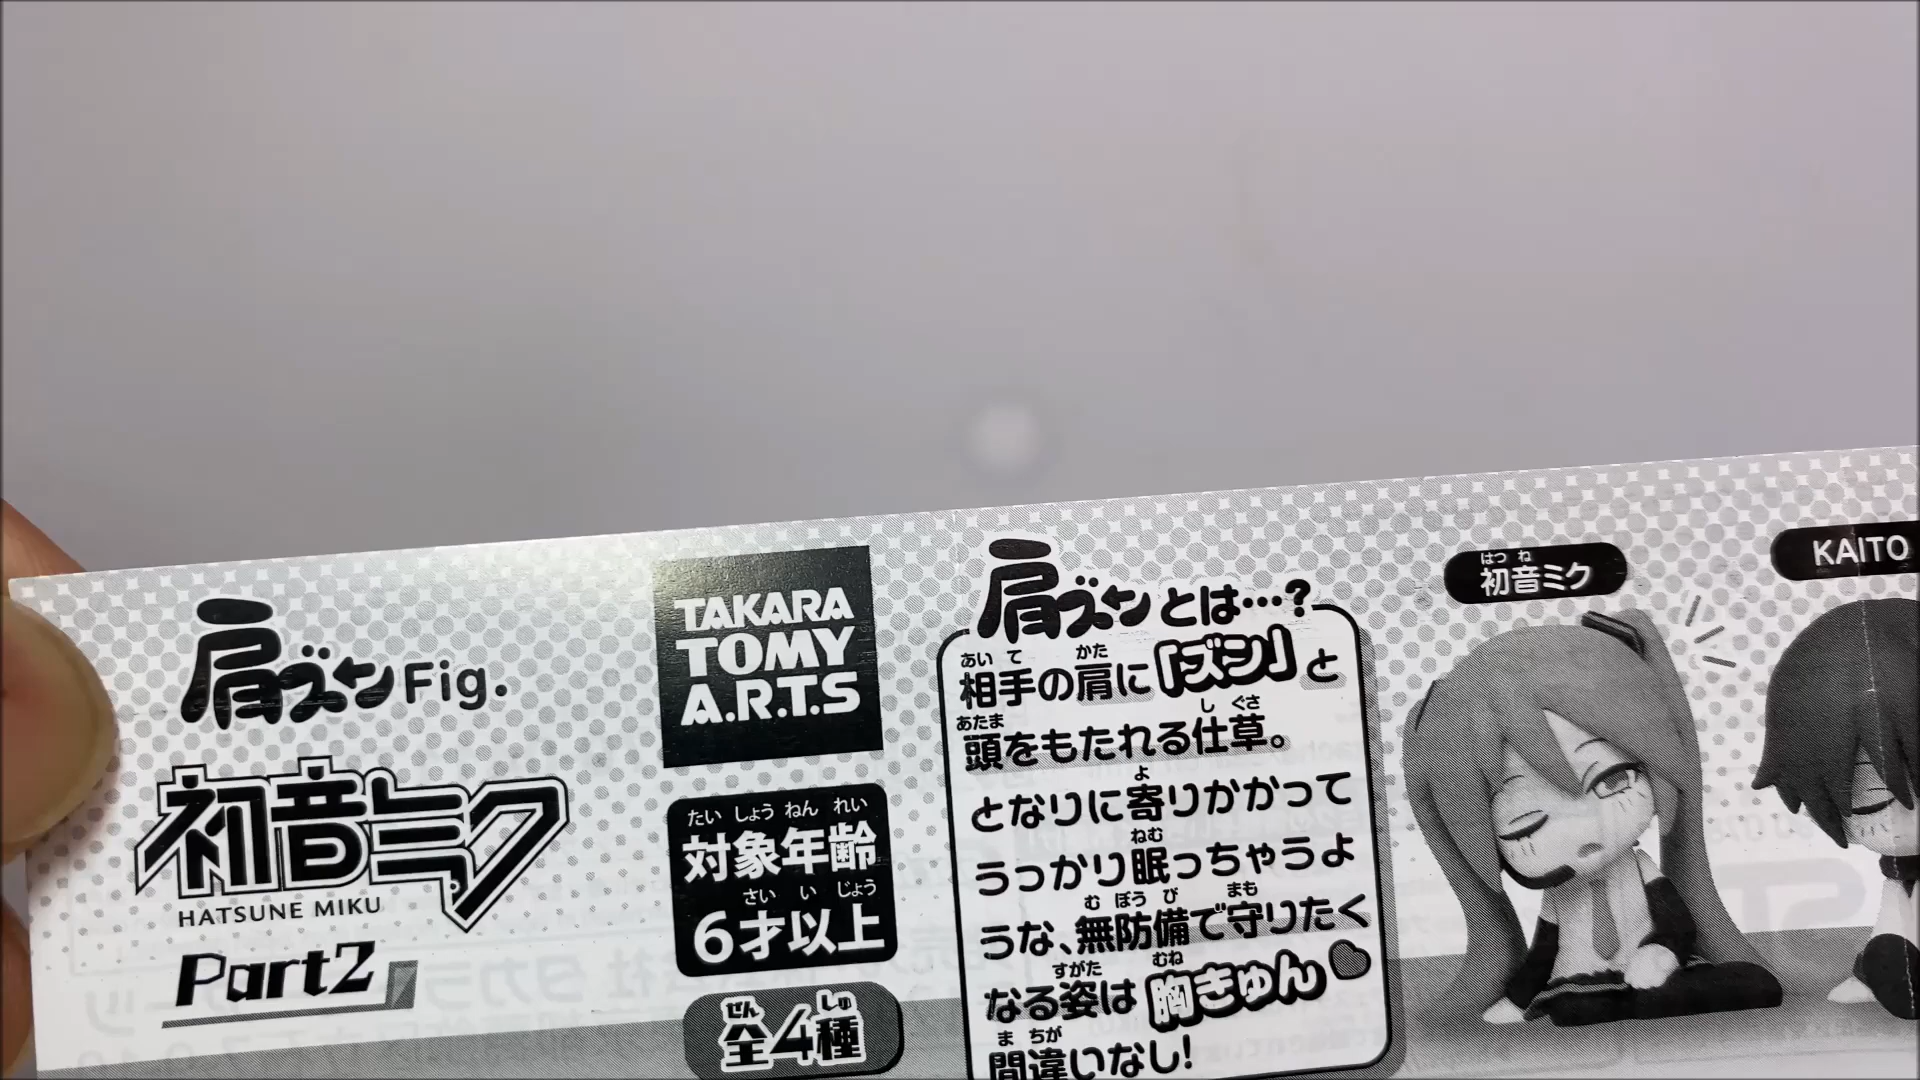 肩ズンFig.
初音ミク
HATSUNE MIKU
Part2
TAKARA
TOMY
A.R.T.S
たいしょうねんれい
対象年齢
さいいじょう
6才以上
ぜんしゅ
全4種
肩ズンとは…?
あいて かた
相手の肩に「ズン」と
あたま しぐさ
頭をもたれる仕草。
よ
となりに寄りかかって
ねむ
うっかり眠っちゃうよ
むぼうび まも
うな、無防備で守りたく
すがた むね
なる姿は胸きゅん
まちが
間違いなし!
はつね
初音ミク
KAITO